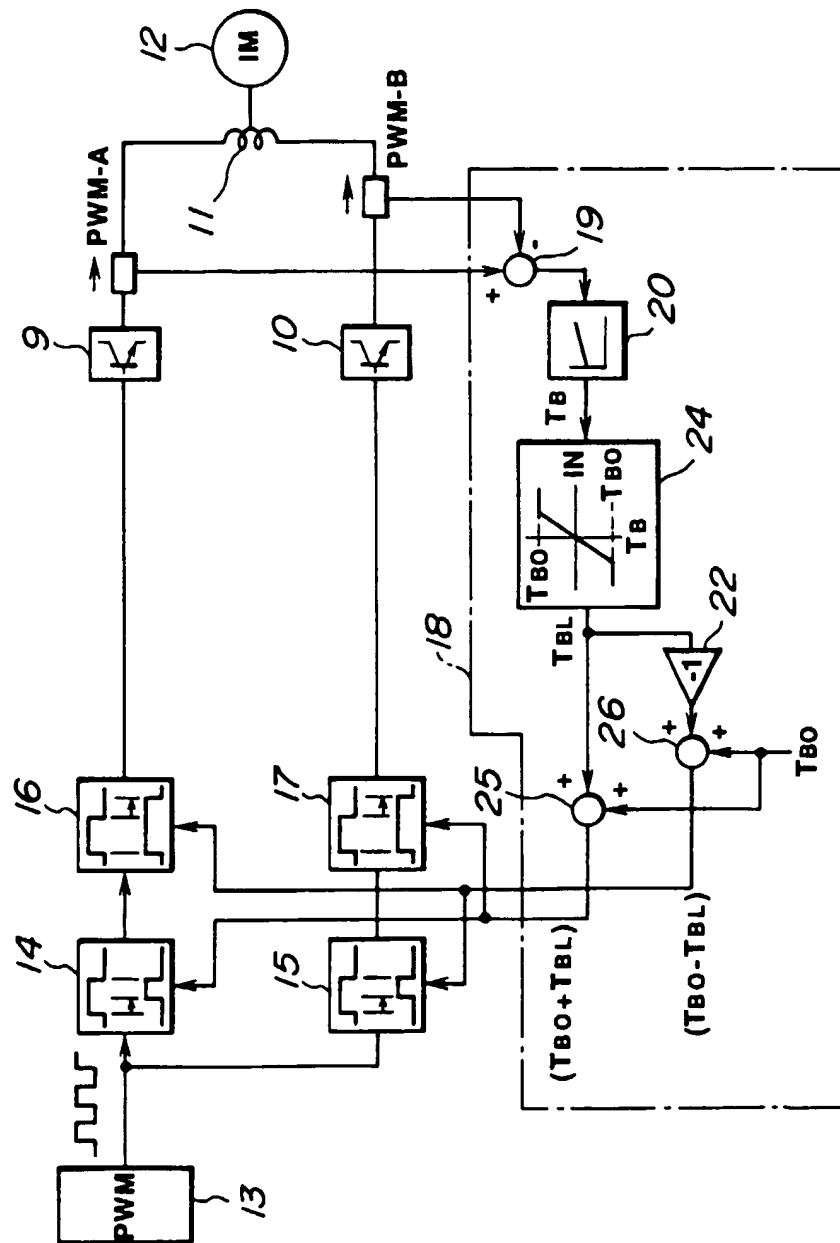 PWM
13
14
15
16
17
9
10
PWM-A
PWM-B
11
12
IM
18
+
-
19
20
TB
24
TBO
IN
-TBO
TB
TBL
22
-1
25
+
+
26
+
+
TBO
(TBO+TBL)
(TBO-TBL)